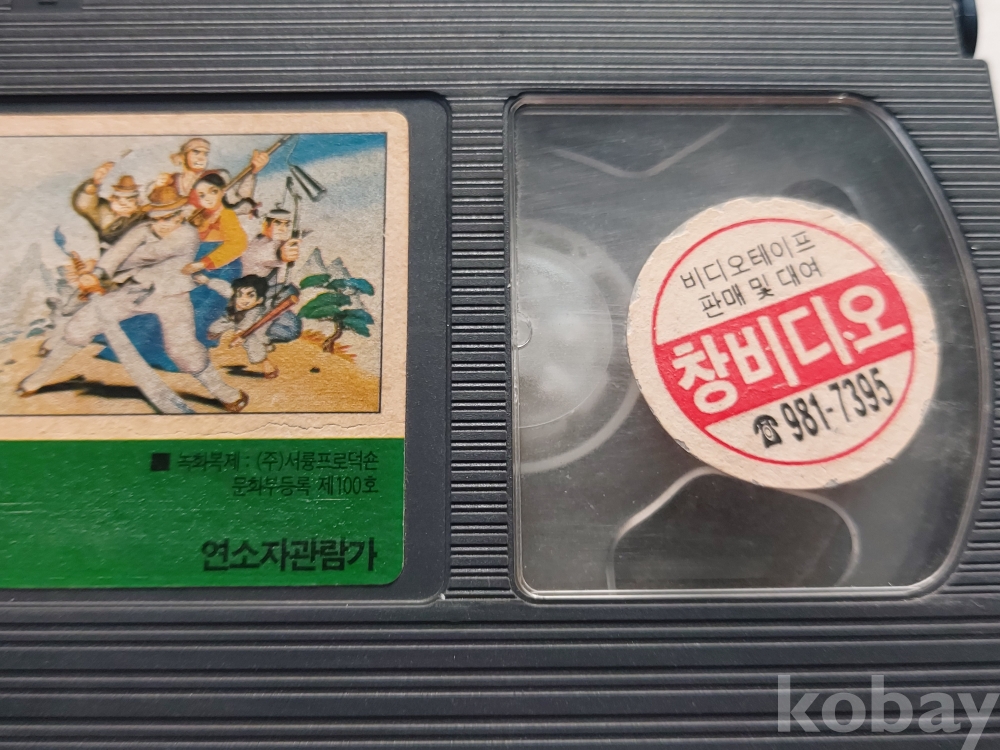 ■ 녹화복제 : (주)서륭프로덕숀
문화부등록 제100호
연소자관람가
비디오테이프
판매 및 대여
창비디오
☎ 981-7395
kobay